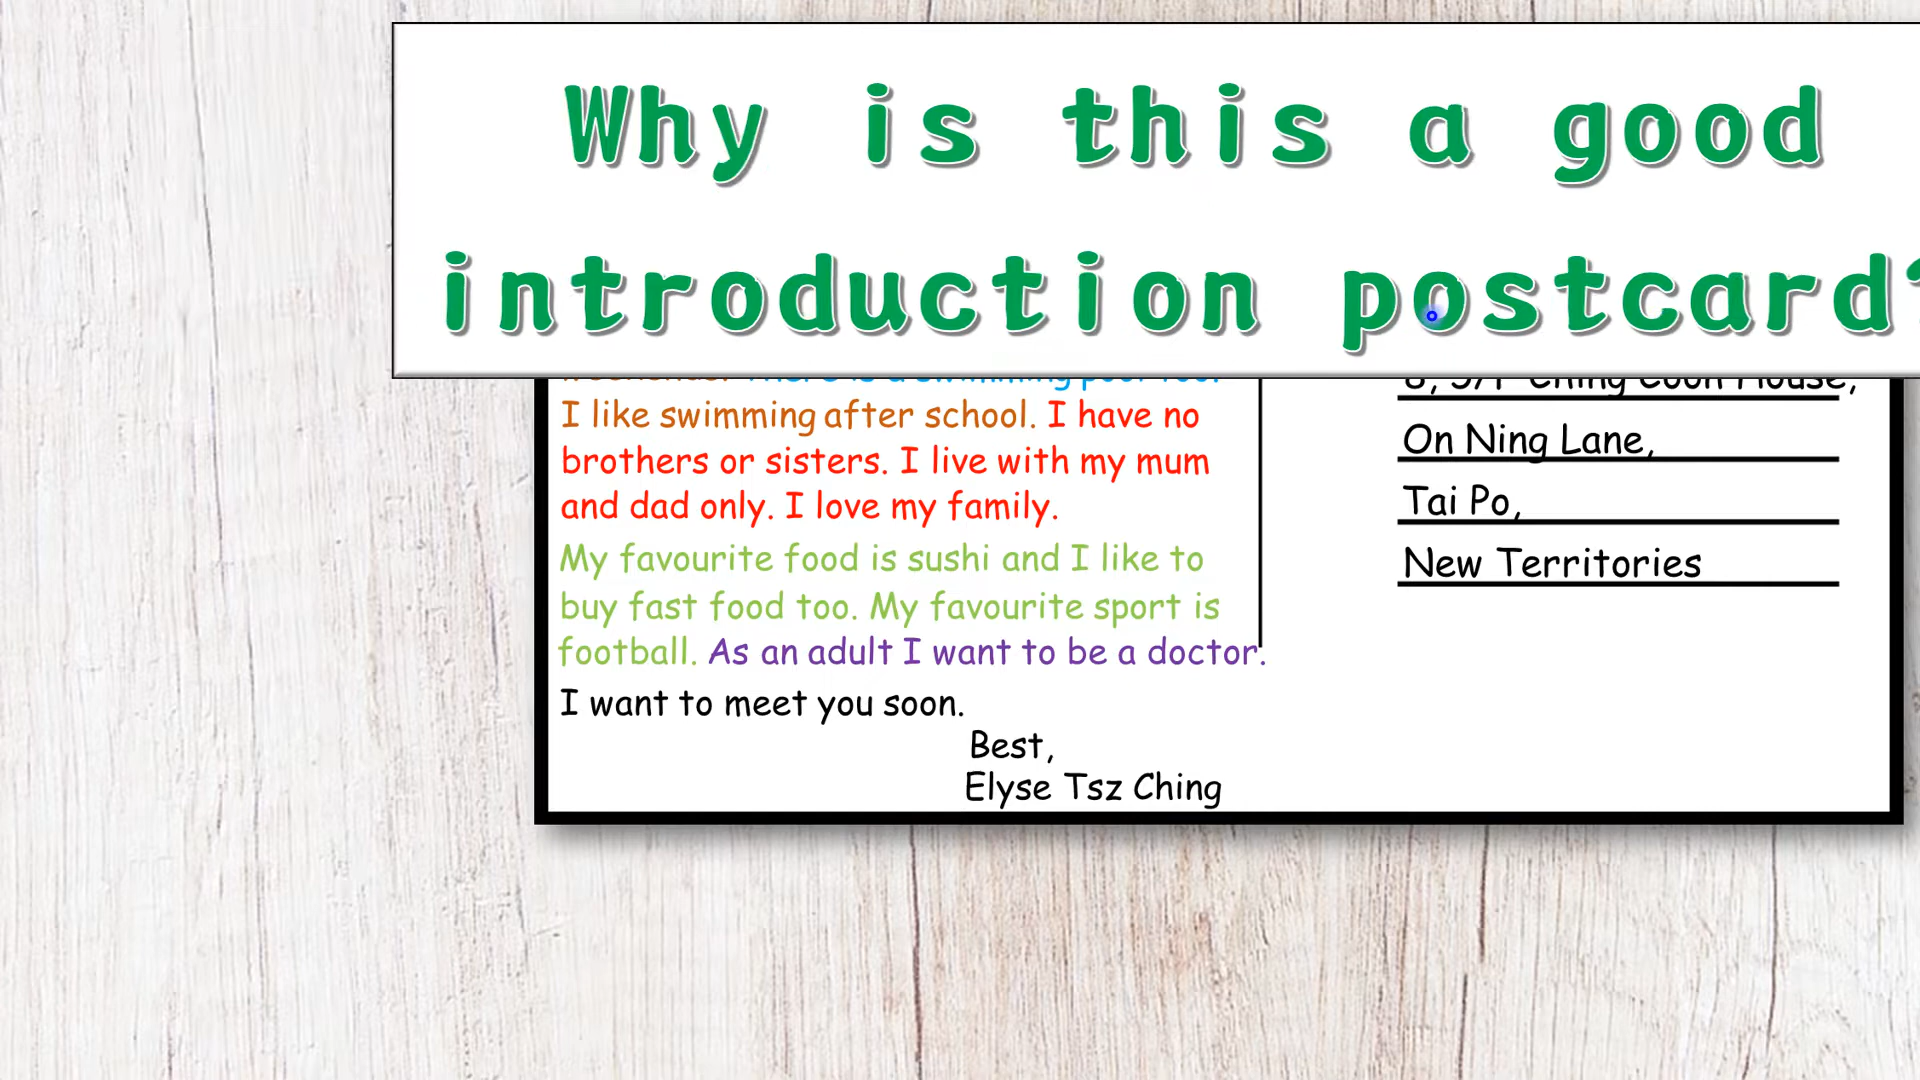 Why is this a good
introduction postcard?
I like swimming after school. I have no
brothers or sisters. I live with my mum
and dad only. I love my family.
My favourite food is sushi and I like to
buy fast food too. My favourite sport is
football. As an adult I want to be a doctor.
I want to meet you soon.
Best,
Elyse Tsz Ching
House,
On Ning Lane,
Tai Po,
New Territories